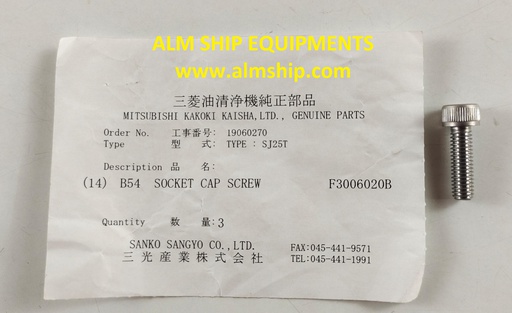 ALM SHIP EQUIPMENTS
www.almship.com
三菱油清浄機純正部品
MITSUBISHI KAKOKI KAISHA,LTD., GENUINE PARTS
Order No. 工事番号: 19060270
Type 型 式: TYPE : SJ25T
Description 品 名:
(14) B54 SOCKET CAP SCREW F3006020B
Quantity 数 量:3
SANKO SANGYO CO.,LTD. FAX:045-441-9571
三光産業株式会社 TEL:045-441-1991